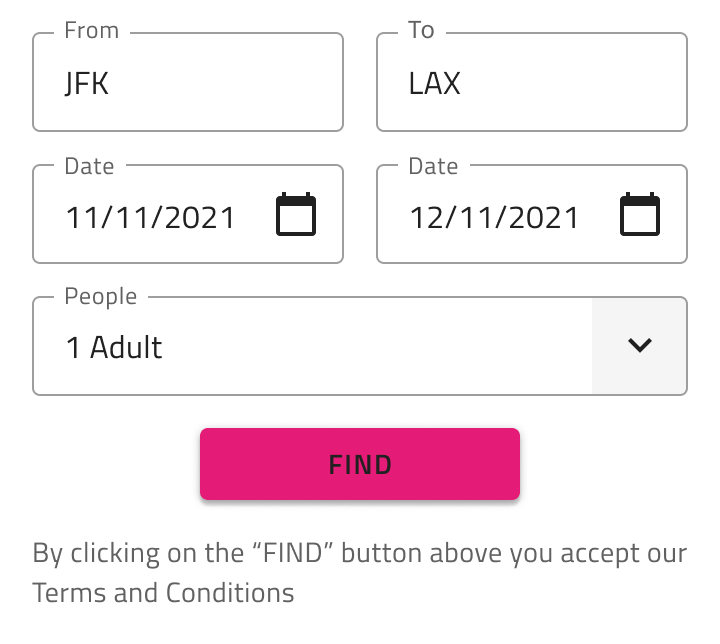 From
To
JFK
LAX
Date
Date
11/11/2021
12/11/2021
People
1 Adult
FIND
By clicking on the “FIND” button above you accept our
Terms and Conditions